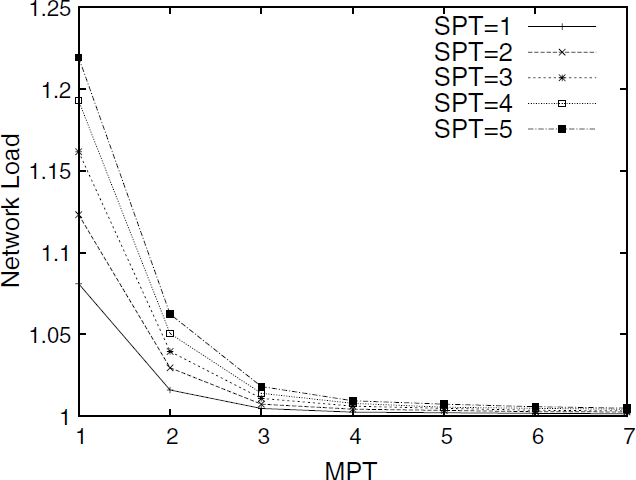 1.25
1.2
1.15
1.1
1.05
1
Network Load
SPT=1
SPT=2
SPT=3
SPT=4
SPT=5
1 2 3 4 5 6 7
MPT